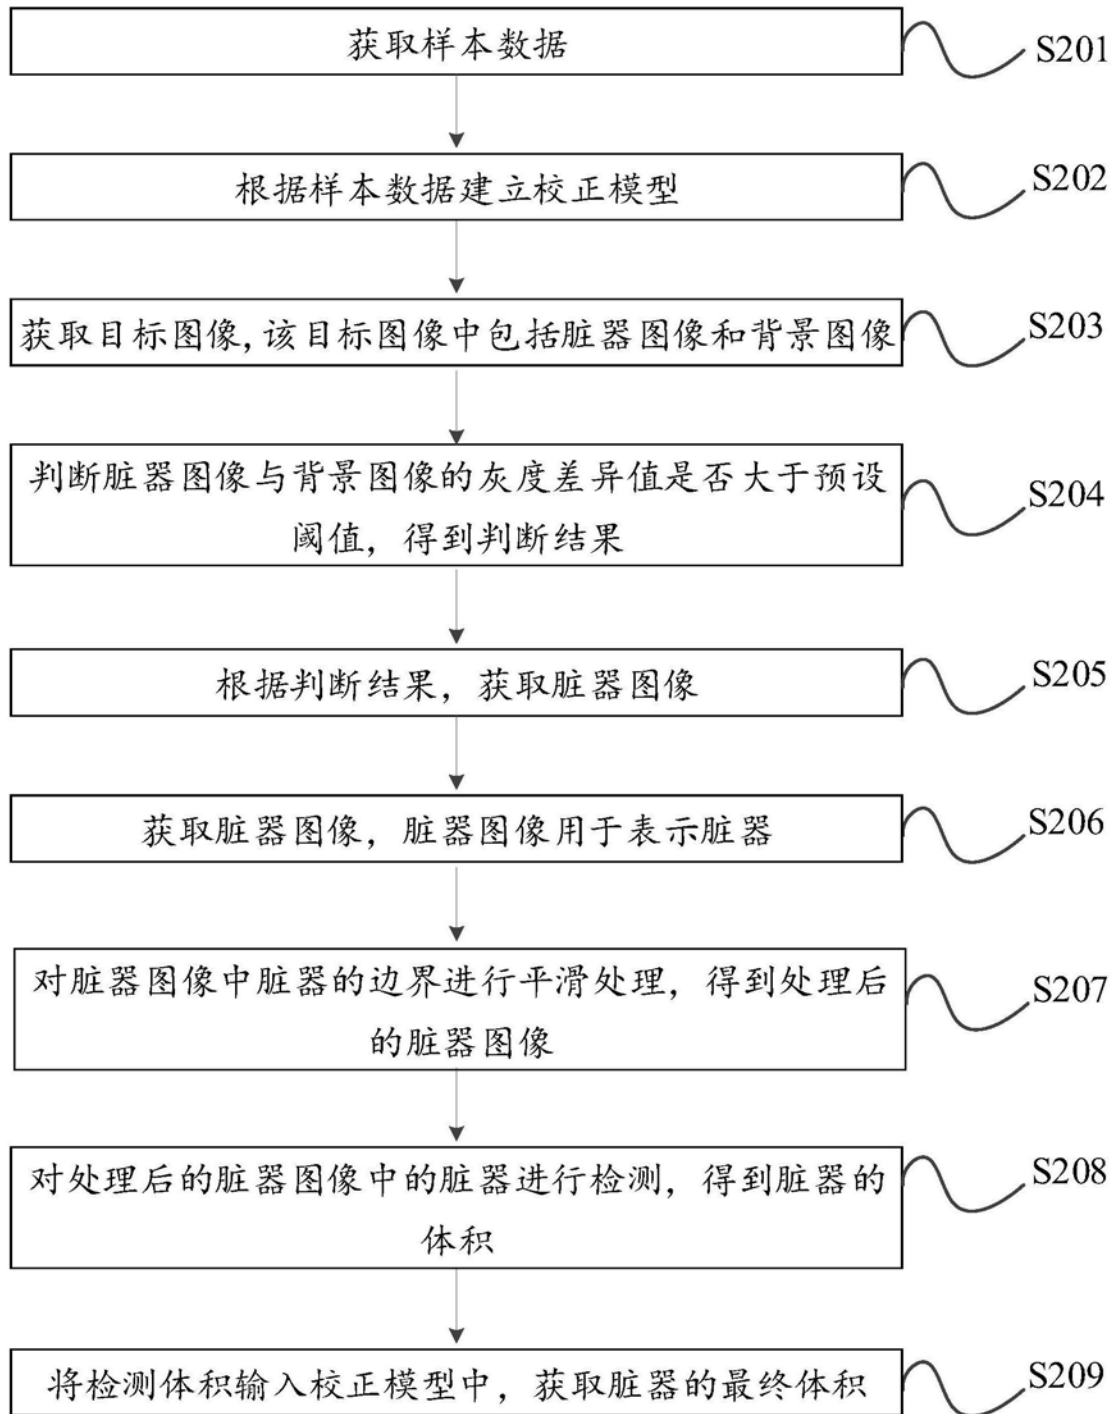 获取样本数据
S201
根据样本数据建立校正模型
S202
获取目标图像,该目标图像中包括脏器图像和背景图像
S203
判断脏器图像与背景图像的灰度差异值是否大于预设
阈值，得到判断结果
S204
根据判断结果，获取脏器图像
S205
获取脏器图像，脏器图像用于表示脏器
S206
对脏器图像中脏器的边界进行平滑处理，得到处理后
的脏器图像
S207
对处理后的脏器图像中的脏器进行检测，得到脏器的
体积
S208
将检测体积输入校正模型中，获取脏器的最终体积
S209